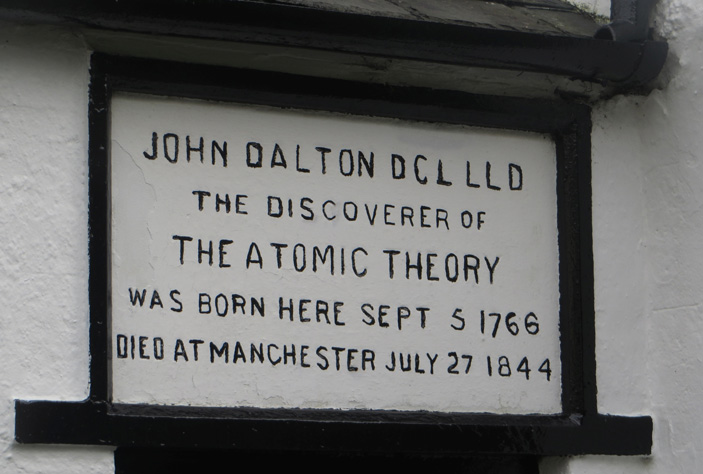 JOHN DALTON DCL LLD
THE DISCOVERER OF
THE ATOMIC THEORY
WAS BORN HERE SEPT 5 1766
DIED AT MANCHESTER JULY 27 1844